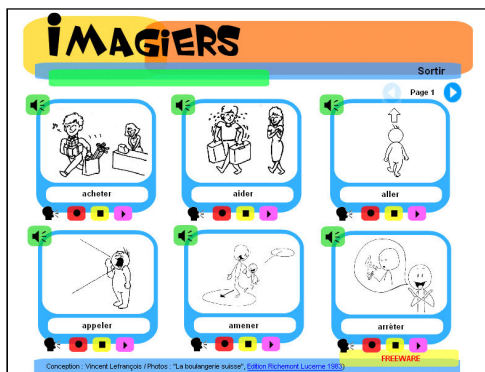 iMAGiERS
Sortir
Page 1
acheter
aider
aller
appeler
amener
arrêter
FREEWARE
Conception : Vincent Lefrançois / Photos : "La boulangerie suisse", Edition Richemont Lucerne 1983)